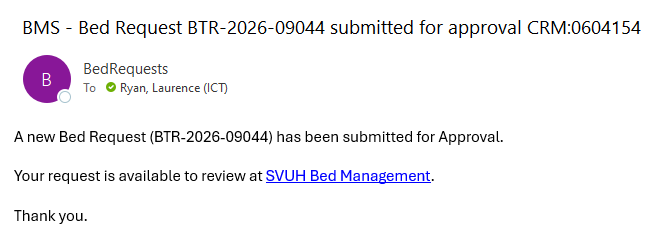 BMS - Bed Request BTR-2026-09044 submitted for approval CRM:0604154
B
BedRequests
To Ryan, Laurence (ICT)
A new Bed Request (BTR-2026-09044) has been submitted for Approval.
Your request is available to review at SVUH Bed Management.
Thank you.